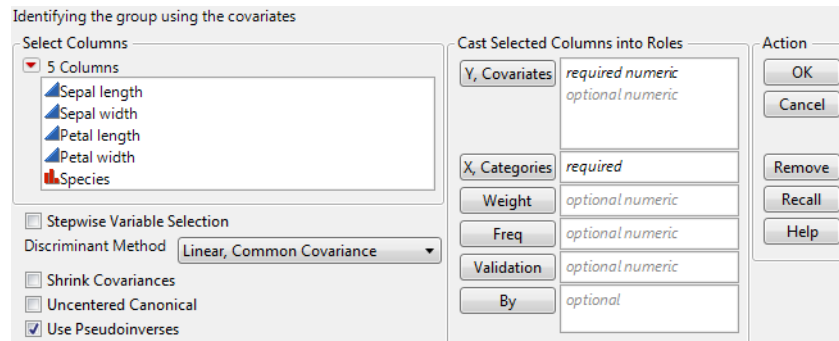 Identifying the group using the covariates
Select Columns
5 Columns
Sepal length
Sepal width
Petal length
Petal width
Species
Stepwise Variable Selection
Discriminant Method Linear, Common Covariance
Shrink Covariances
Uncentered Canonical
Use Pseudoinverses
Cast Selected Columns into Roles
Y, Covariates required numeric
optional numeric
X, Categories required
Weight optional numeric
Freq optional numeric
Validation optional numeric
By optional
Action
OK
Cancel
Remove
Recall
Help